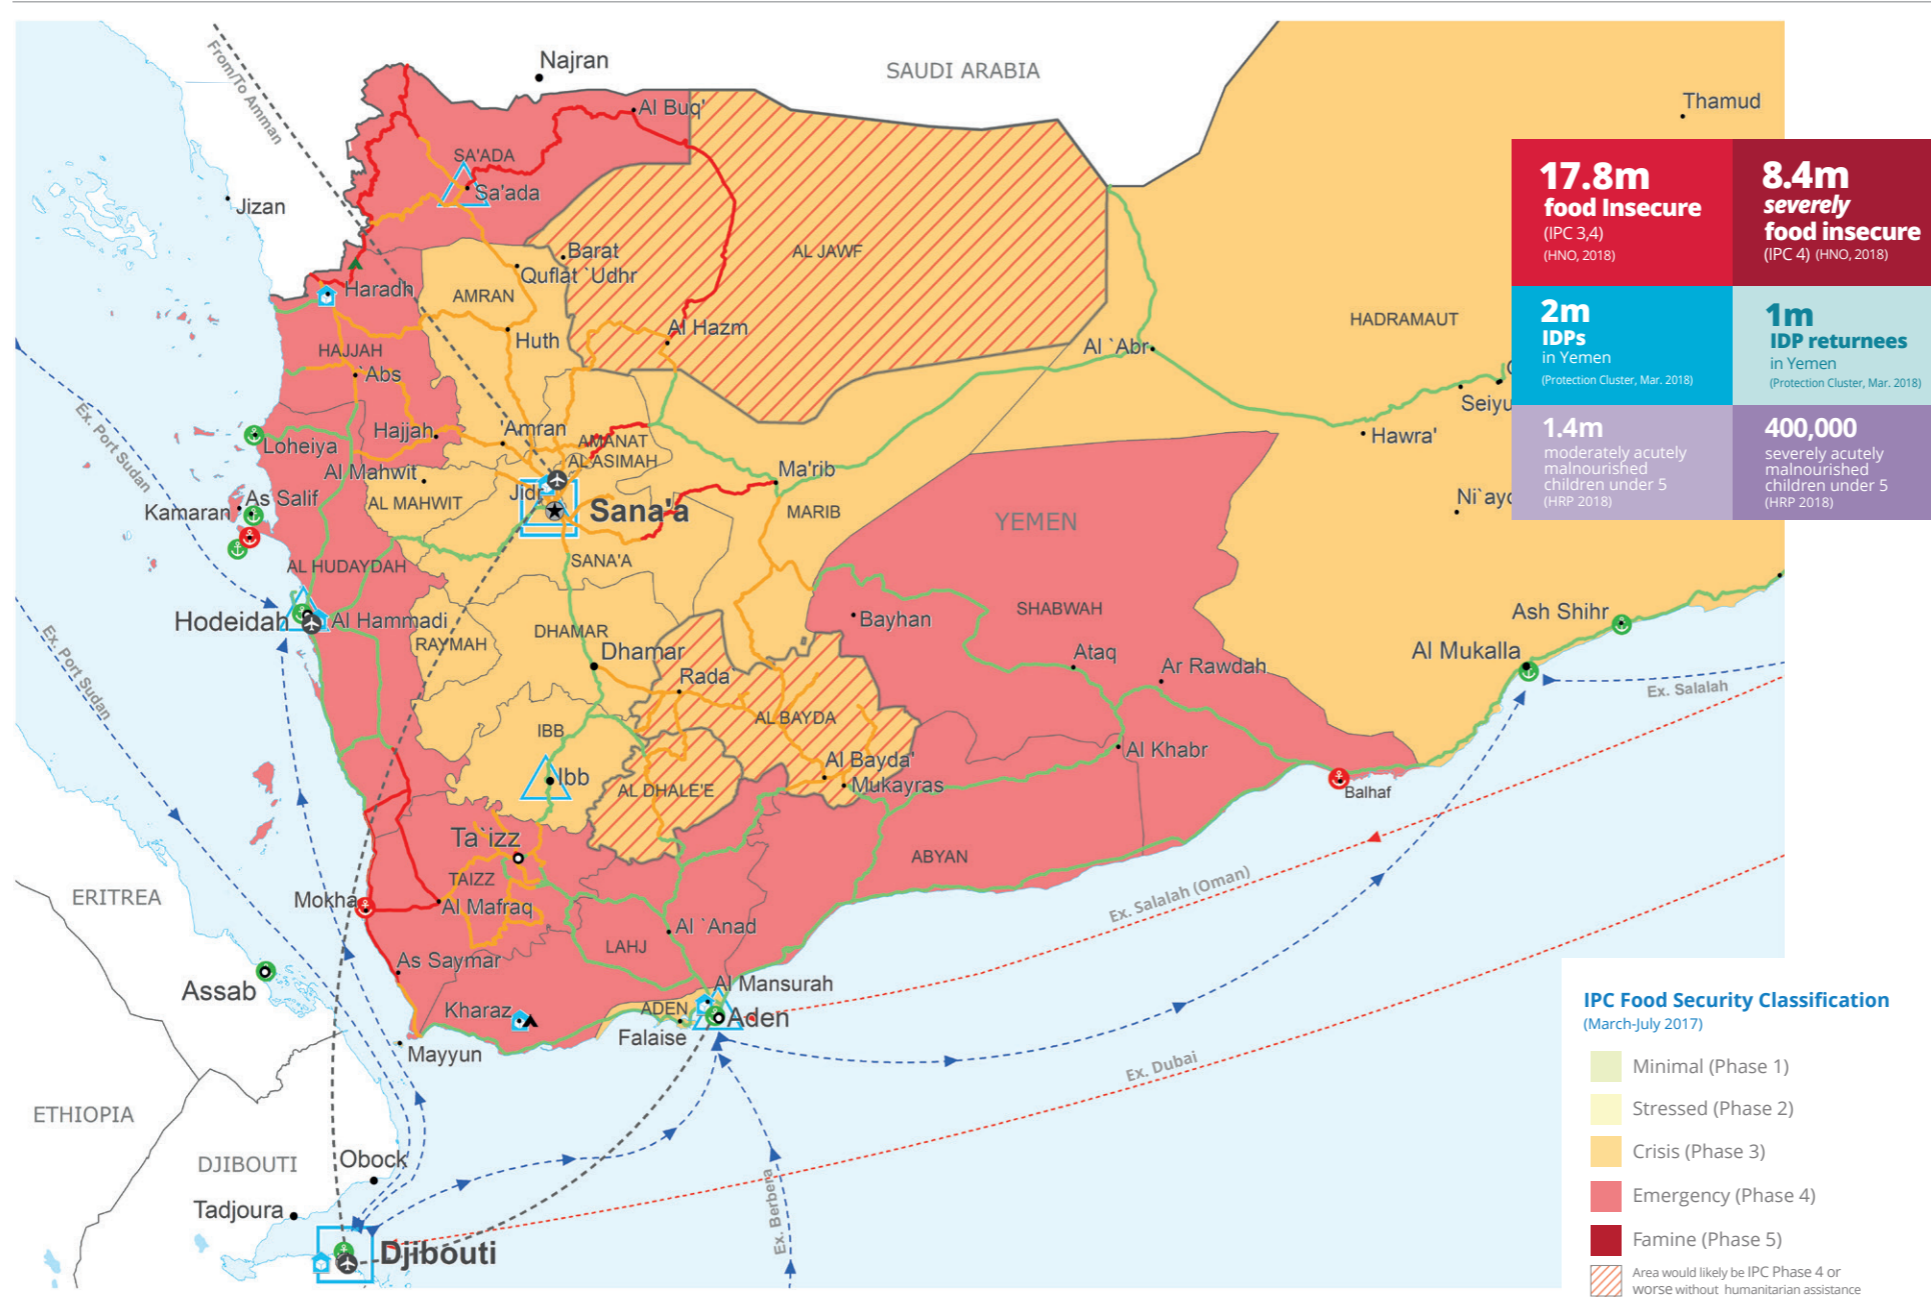 From/To Amman
Najran
SAUDI ARABIA
Thamud
Al Buq'
SA'ADA
Sa'ada
Jizan
Barat
Quflat `Udhr
AL JAWF
Haradh
AMRAN
Huth
Al Hazm
HADRAMAUT
Al `Abr
HAJJAH
`Abs
Seiyu
Hawra'
Ex. Port Sudan
Loheiya
Hajjah
'Amran
AMANAT
AL ASIMAH
Al Mahwit
Ma'rib
Kamaran
As Salif
AL MAHWIT
Jidr
Sana'a
MARIB
YEMEN
SANA'A
AL HUDAYDAH
Hodeidah
Al Hammadi
RAYMAH
DHAMAR
Dhamar
Bayhan
SHABWAH
Ash Shihr
Al Mukalla
Ataq
Ar Rawdah
Rada
AL BAYDA
Ex. Salalah
Ex. Port Sudan
IBB
Ibb
Al Bayda'
Mukayras
Al Khabr
AL DHALE'E
Balhaf
Ta`izz
TAIZZ
ABYAN
ERITREA
Mokha
Al Mafraq
Ex. Salalah (Oman)
LAHJ
Al `Anad
As Saymar
Assab
Al Mansurah
Kharaz
ADEN
Aden
Falaise
Mayyun
Ex. Dubai
ETHIOPIA
DJIBOUTI
Obock
Tadjoura
Ex. Berbera
Djibouti
17.8m
food Insecure
(IPC 3,4)
(HNO, 2018)
8.4m
severely
food insecure
(IPC 4) (HNO, 2018)
2m
IDPs
in Yemen
(Protection Cluster, Mar. 2018)
1m
IDP returnees
in Yemen
(Protection Cluster, Mar. 2018)
1.4m
moderately acutely
malnourished
children under 5
(HRP 2018)
400,000
severely acutely
malnourished
children under 5
(HRP 2018)
IPC Food Security Classification
(March-July 2017)
Minimal (Phase 1)
Stressed (Phase 2)
Crisis (Phase 3)
Emergency (Phase 4)
Famine (Phase 5)
Area would likely be IPC Phase 4 or
worse without humanitarian assistance